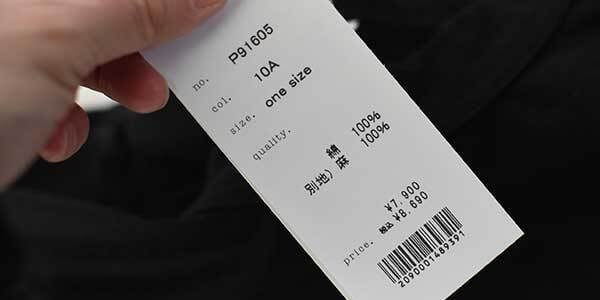 no. P91605
col. 10A
size. one size
quality.
綿 100%
別地) 麻 100%
¥7,900
price. 税込 ¥8,690
2090001489391